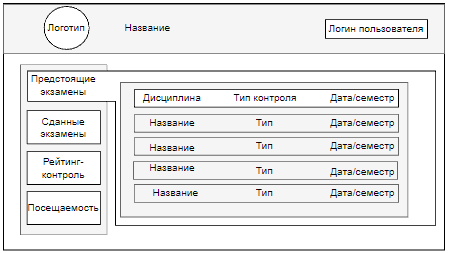 Логотип Название Логин пользователя
Предстоящие
экзамены
Сданные
экзамены
Рейтинг-
контроль
Посещаемость
Дисциплина Тип контроля Дата/семестр
Название Тип Дата/семестр
Название Тип Дата/семестр
Название Тип Дата/семестр
Название Тип Дата/семестр